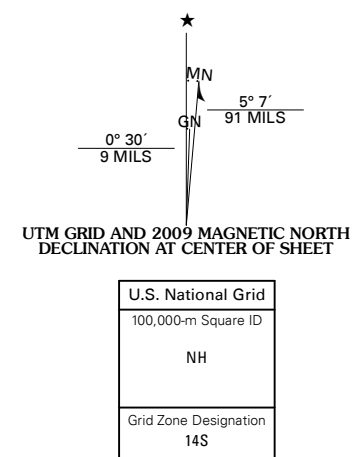 ★
MN
5° 7´
91 MILS
GN
0° 30´
9 MILS
UTM GRID AND 2009 MAGNETIC NORTH
DECLINATION AT CENTER OF SHEET
U.S. National Grid
100,000-m Square ID
NH
Grid Zone Designation
14S